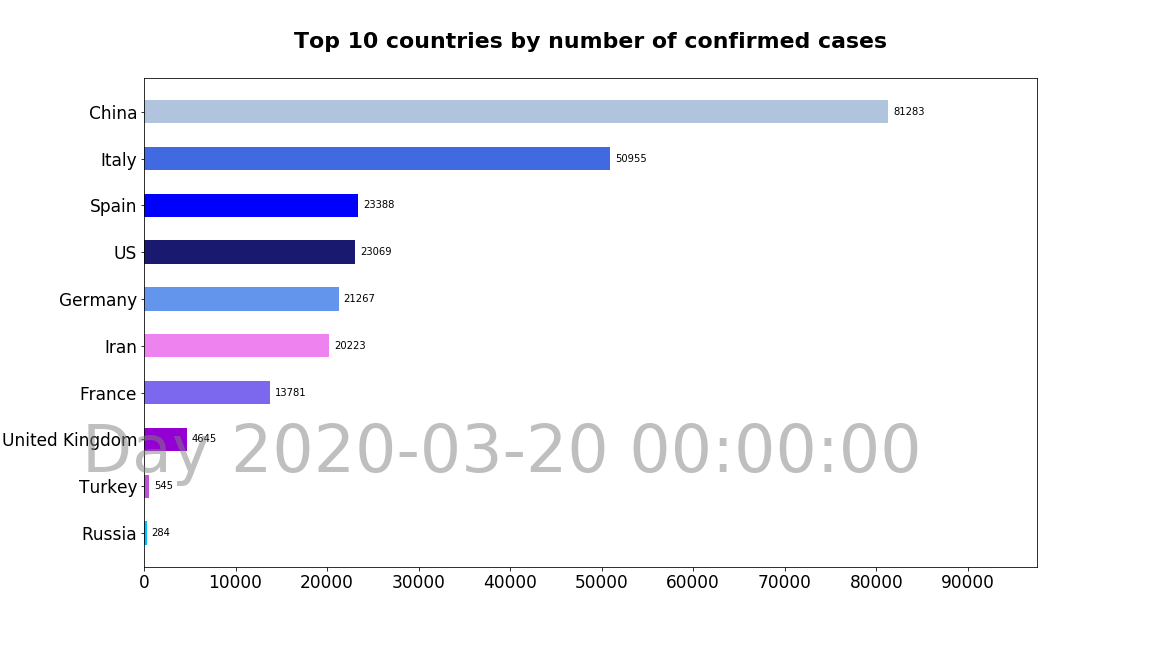 Top 10 countries by number of confirmed cases
China 81283
Italy 50955
Spain 23388
US 23069
Germany 21267
Iran 20223
France 13781
United Kingdom 4645
Day 2020-03-20 00:00:00
Turkey 545
Russia 284
0 10000 20000 30000 40000 50000 60000 70000 80000 90000